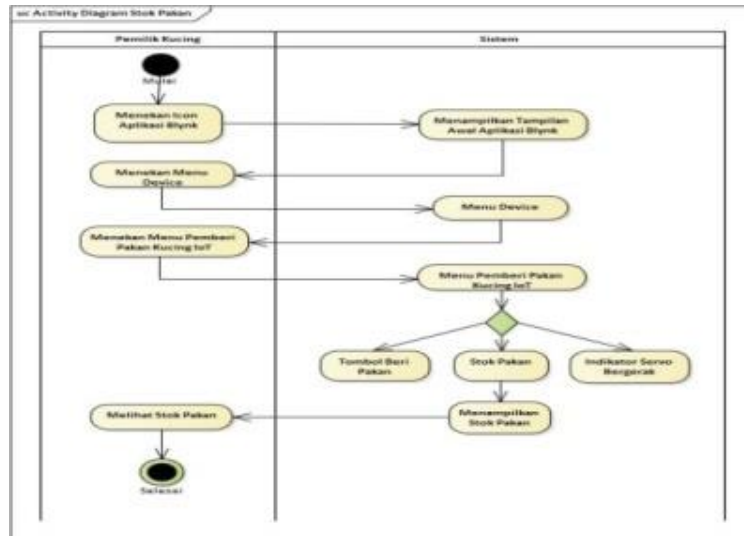 Activity Diagram Stok Pakan
Pemilik Kucing
Sistem
Mulai
Menekan Icon
Aplikasi Blynk
Menampilkan Tampilan
Awal Aplikasi Blynk
Menekan Menu
Device
Menu Device
Menekan Menu Pemberi
Pakan Kucing IoT
Menu Pemberi Pakan
Kucing IoT
Tombol Beri
Pakan
Stok Pakan
Indikator Servo
Bergerak
Melihat Stok Pakan
Menampilkan
Stok Pakan
Selesai